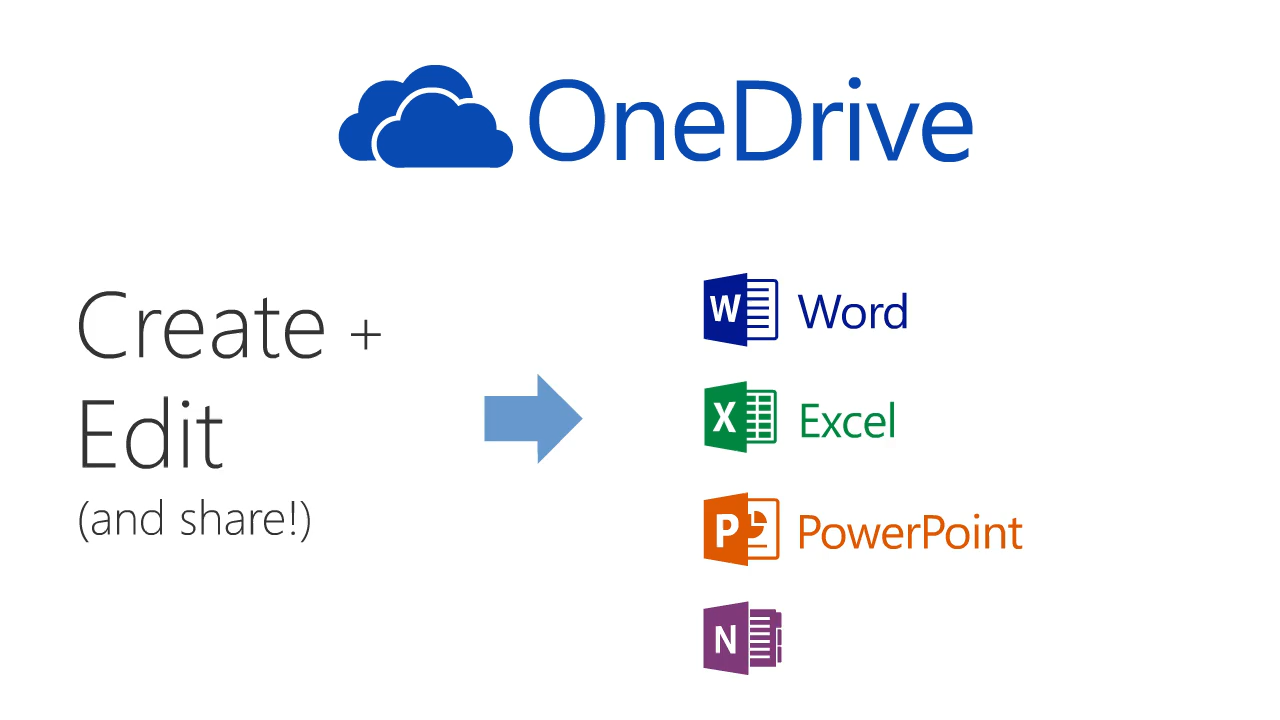 OneDrive
Create +
Edit
(and share!)
W Word
X Excel
P PowerPoint
N